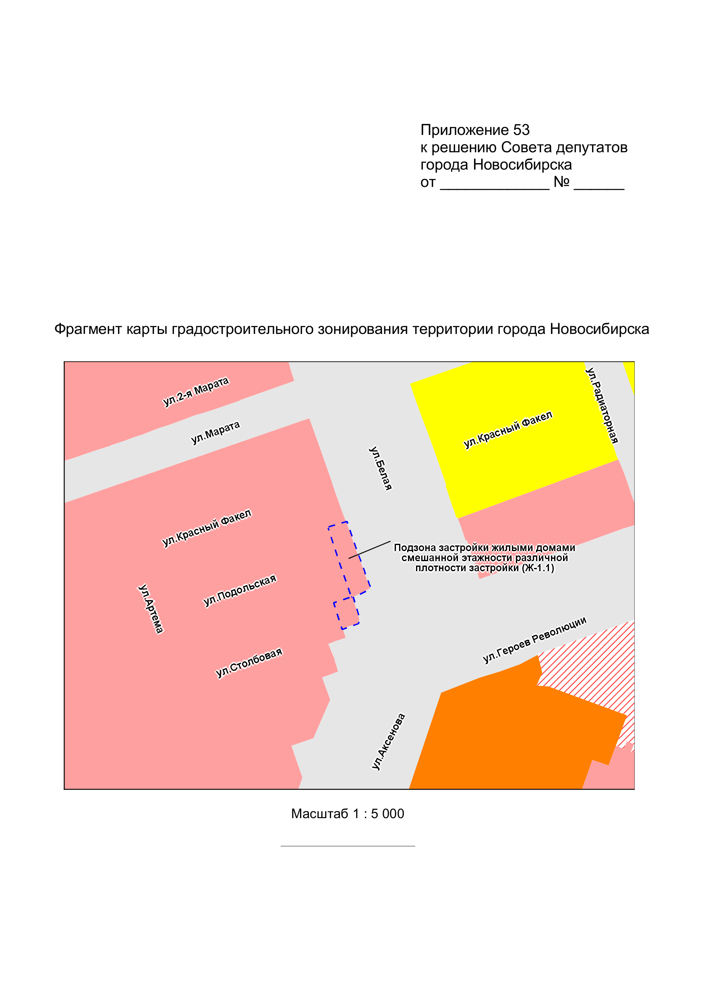 Приложение 53
к решению Совета депутатов
города Новосибирска
от _____________ № ______
Фрагмент карты градостроительного зонирования территории города Новосибирска
ул.2-я Марата
ул.Марата
ул.Белая
ул.Красный Факел
ул.Радиаторная
ул.Красный Факел
Подзона застройки жилыми домами
смешанной этажности различной
плотности застройки (Ж-1.1)
ул.Подольская
ул.Артема
ул.Столбовая
ул.Героев Революции
ул.Аксенова
Масштаб 1 : 5 000